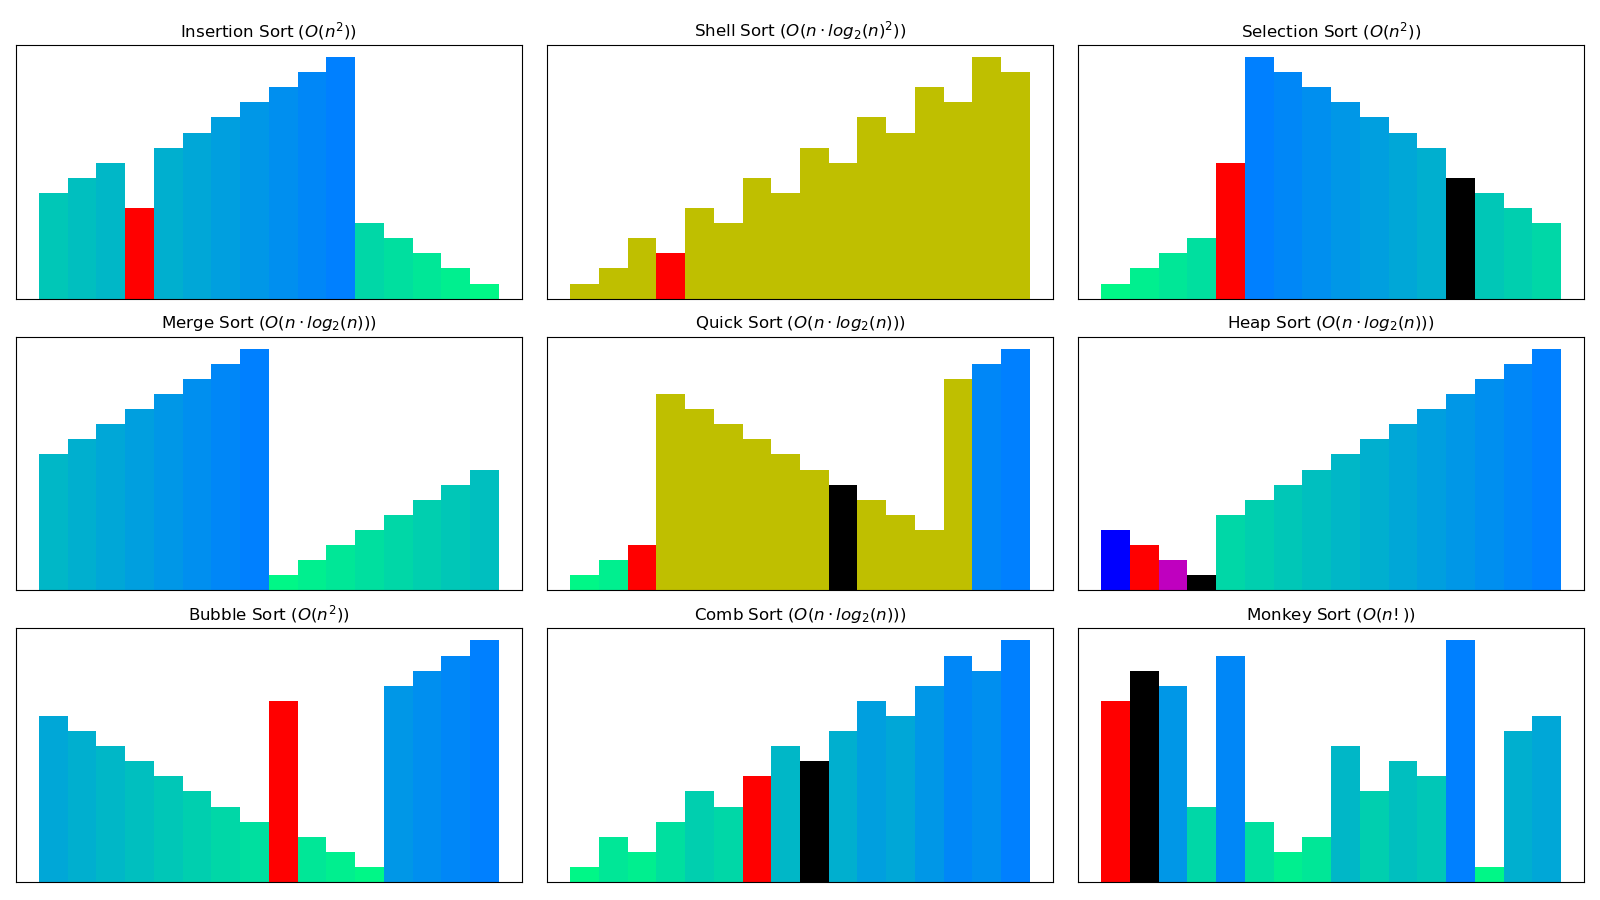 Insertion Sort (O(n²))
Shell Sort (O(n · log₂(n)²))
Selection Sort (O(n²))
Merge Sort (O(n · log₂(n)))
Quick Sort (O(n · log₂(n)))
Heap Sort (O(n · log₂(n)))
Bubble Sort (O(n²))
Comb Sort (O(n · log₂(n)))
Monkey Sort (O(n!))